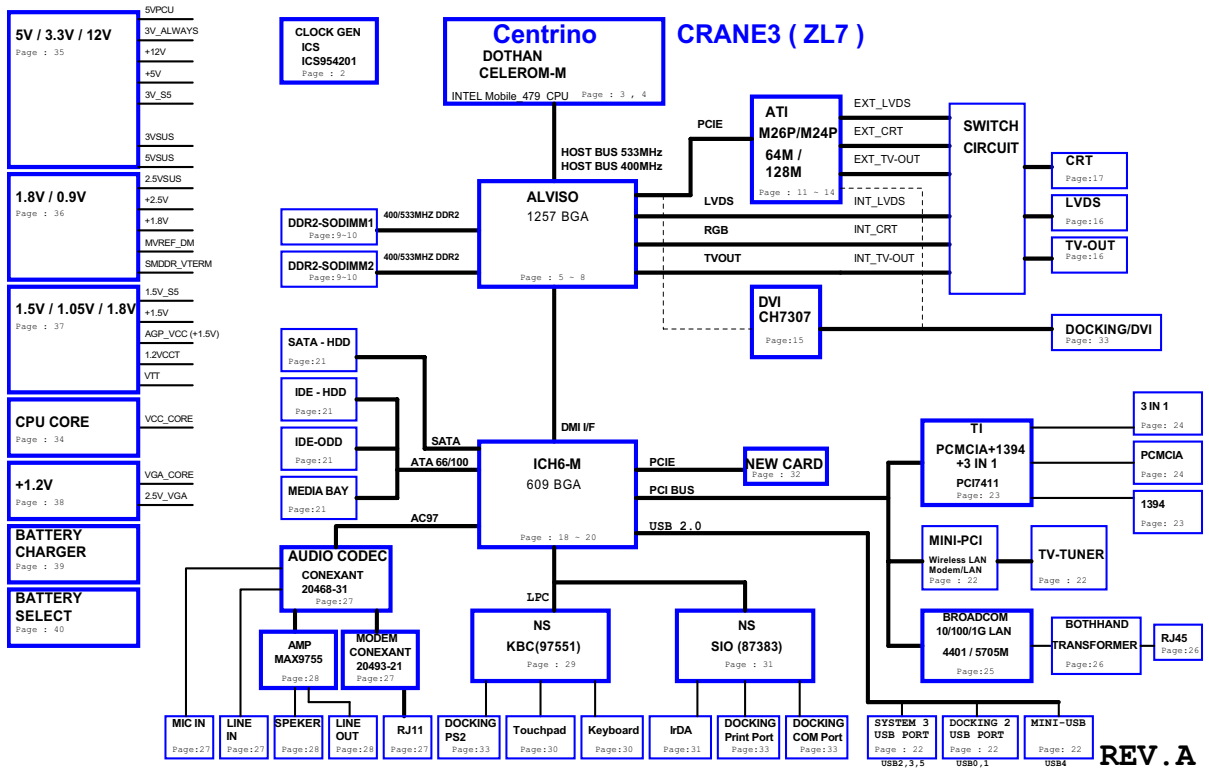 5V / 3.3V / 12V
Page : 35
5VPCU
3V_ALWAYS
+12V
+5V
3V_S5
3VSUS
5VSUS
1.8V / 0.9V
Page : 36
2.5VSUS
+2.5V
+1.8V
MVREF_DM
SMDDR_VTERM
1.5V / 1.05V / 1.8V
Page : 37
1.5V_S5
+1.5V
AGP_VCC (+1.5V)
1.2VCCT
VTT
CPU CORE
Page : 34
VCC_CORE
+1.2V
Page : 38
VGA_CORE
2.5V_VGA
BATTERY
CHARGER
Page : 39
BATTERY
SELECT
Page : 40
CLOCK GEN
ICS
ICS954201
Page : 2
Centrino
DOTHAN
CELEROM-M
INTEL Mobile_479 CPU
Page : 3 , 4
CRANE3 ( ZL7 )
HOST BUS 533MHz
HOST BUS 400MHz
PCIE
ATI
M26P/M24P
64M /
128M
Page : 11 ~ 14
EXT_LVDS
EXT_CRT
EXT_TV-OUT
SWITCH
CIRCUIT
CRT
Page:17
LVDS
Page:16
TV-OUT
Page:16
DDR2-SODIMM1
Page:9~10
400/533MHZ DDR2
DDR2-SODIMM2
Page:9~10
400/533MHZ DDR2
ALVISO
1257 BGA
Page : 5 ~ 8
LVDS
INT_LVDS
RGB
INT_CRT
TVOUT
INT_TV-OUT
DVI
CH7307
Page:15
DOCKING/DVI
Page: 33
SATA - HDD
Page:21
IDE - HDD
Page:21
IDE-ODD
Page:21
MEDIA BAY
Page:21
SATA
ATA 66/100
AC97
DMI I/F
ICH6-M
609 BGA
Page : 18 ~ 20
PCIE
NEW CARD
Page : 32
PCI BUS
USB 2.0
LPC
TI
PCMCIA+1394
+3 IN 1
PCI7411
Page : 23
3 IN 1
Page : 24
PCMCIA
Page : 24
1394
Page : 23
MINI-PCI
Wireless LAN
Modem/LAN
Page : 22
TV-TUNER
Page : 22
BROADCOM
10/100/1G LAN
4401 / 5705M
Page:25
BOTHHAND
TRANSFORMER
Page:26
RJ45
Page:26
AUDIO CODEC
CONEXANT
20468-31
Page:27
AMP
MAX9755
Page:28
MODEM
CONEXANT
20493-21
Page:27
NS
KBC(97551)
Page : 29
NS
SIO (87383)
Page : 31
MIC IN
Page:27
LINE
IN
Page:27
SPEKER
Page:28
LINE
OUT
Page:28
RJ11
Page:27
DOCKING
PS2
Page:33
Touchpad
Page:30
Keyboard
Page:30
IrDA
Page:31
DOCKING
Print Port
Page:33
DOCKING
COM Port
Page:33
SYSTEM 3
USB PORT
Page : 22
USB2,3,5
DOCKING 2
USB PORT
Page : 22
USB0,1
MINI-USB
Page: 22
USB4
REV.A